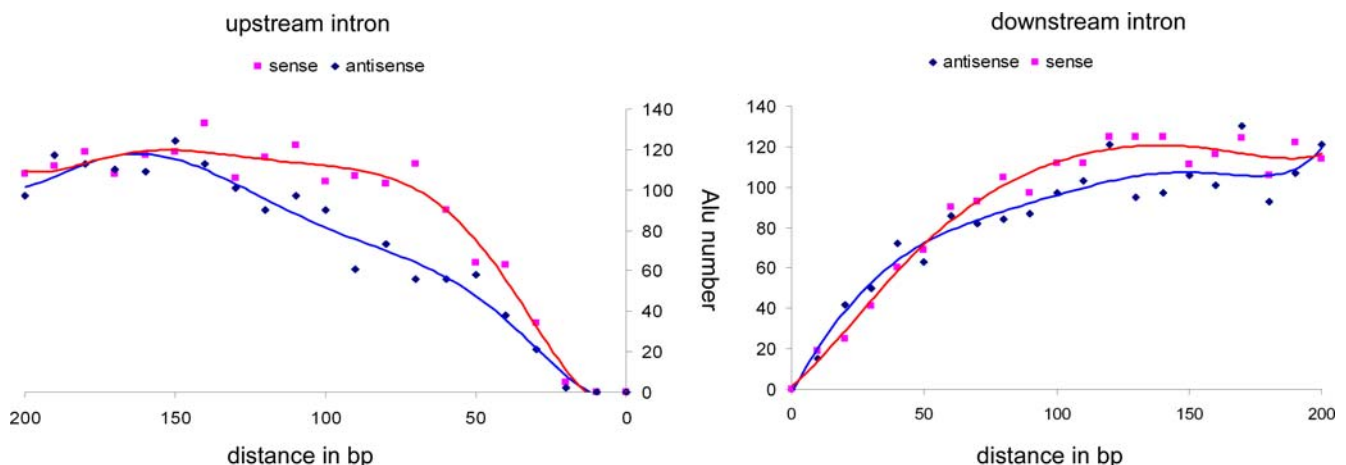 upstream intron
sense antisense
140
120
100
80
60
40
20
0
200 150 100 50 0
distance in bp
Alu number
downstream intron
antisense sense
140
120
100
80
60
40
20
0
0 50 100 150 200
distance in bp